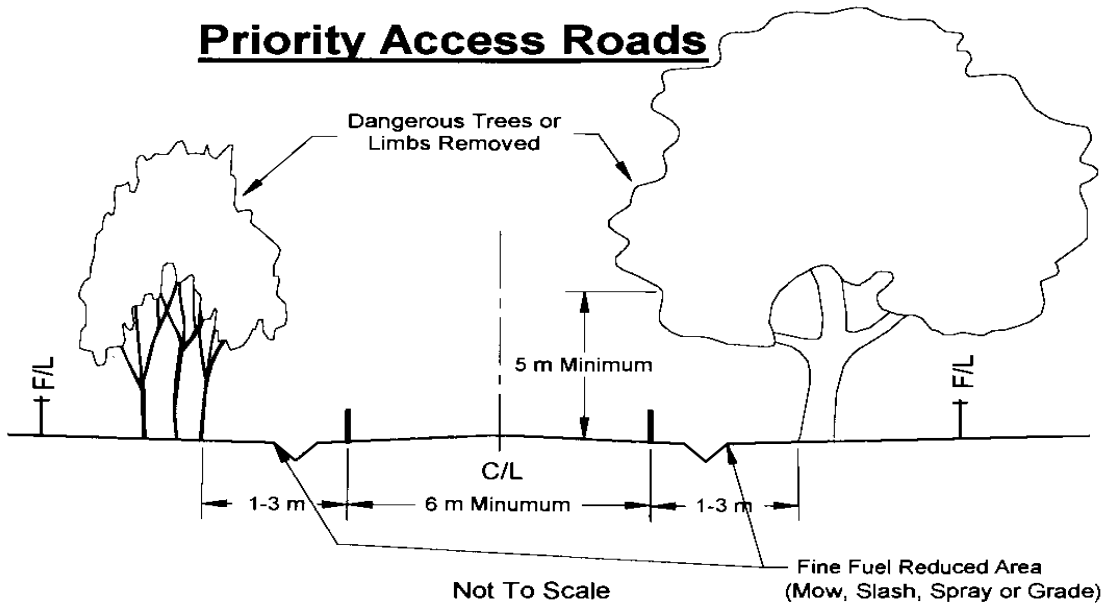 Priority Access Roads
Dangerous Trees or
Limbs Removed
F/L
5 m Minimum
F/L
C/L
1-3 m
6 m Minumum
1-3 m
Fine Fuel Reduced Area
(Mow, Slash, Spray or Grade)
Not To Scale